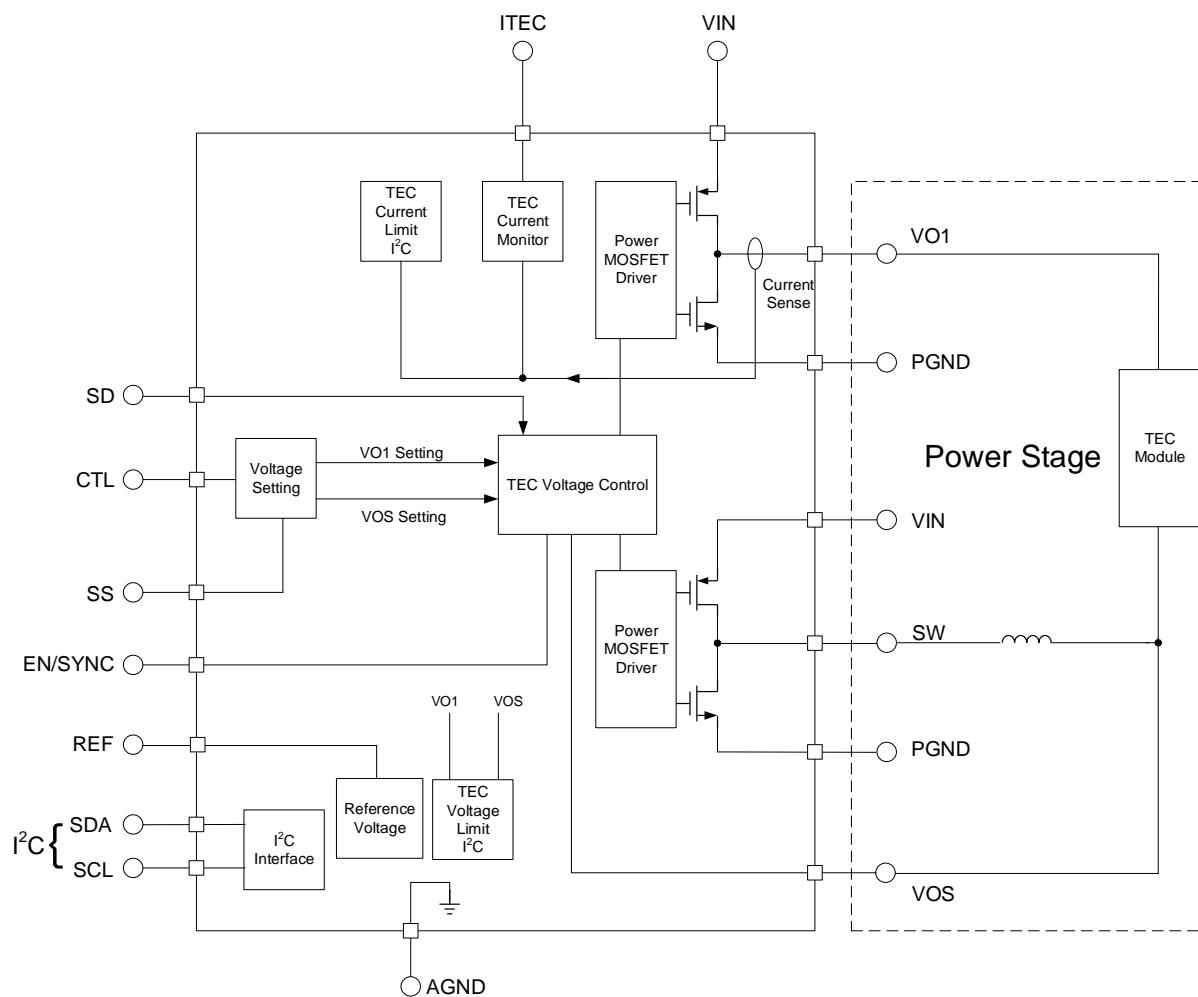 ITEC
VIN
TEC
Current
Limit
I²C
TEC
Current
Monitor
Power
MOSFET
Driver
VO1
Current
Sense
PGND
SD
TEC
Module
Power Stage
CTL
Voltage
Setting
VO1 Setting
VOS Setting
TEC Voltage Control
VIN
SS
SW
Power
MOSFET
Driver
EN/SYNC
VO1
VOS
REF
PGND
Reference
Voltage
TEC
Voltage
Limit
I²C
I²C {
SDA
SCL
I²C
Interface
VOS
AGND